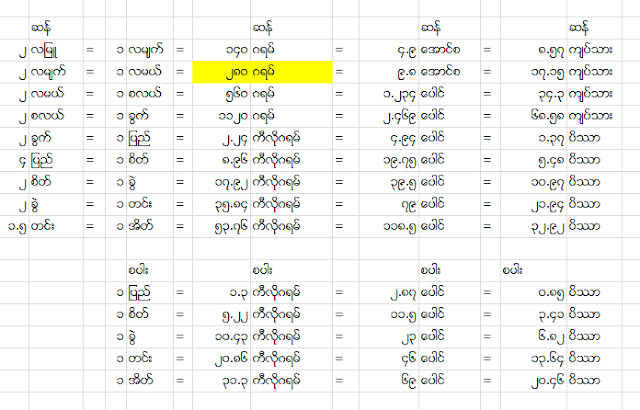 ဆန် ဆန် ဆန် ဆန်
၂ လမြူ = ၁ လမျက် = ၁၄၀ ဂရမ် = ၄.၉ အောင်စ = ၈.၅၇ ကျပ်သား
၂ လမျက် = ၁ လမယ် = ၂၈၀ ဂရမ် = ၉.၈ အောင်စ = ၁၇.၁၅ ကျပ်သား
၂ လမယ် = ၁ စလယ် = ၅၆၀ ဂရမ် = ၁.၂၃၄ ပေါင် = ၃၄.၃ ကျပ်သား
၂ စလယ် = ၁ ခွက် = ၁၁၂၀ ဂရမ် = ၂.၄၆၉ ပေါင် = ၆၈.၅၈ ကျပ်သား
၂ ခွက် = ၁ ပြည် = ၂.၂၄ ကီလိုဂရမ် = ၄.၉၄ ပေါင် = ၁.၃၇ ပိဿာ
၄ ပြည် = ၁ စိတ် = ၈.၉၆ ကီလိုဂရမ် = ၁၉.၇၅ ပေါင် = ၅.၄၈ ပိဿာ
၂ စိတ် = ၁ ခွဲ = ၁၇.၉၂ ကီလိုဂရမ် = ၃၉.၅ ပေါင် = ၁၀.၉၇ ပိဿာ
၂ ခွဲ = ၁ တင်း = ၃၅.၈၄ ကီလိုဂရမ် = ၇၉ ပေါင် = ၂၁.၉၄ ပိဿာ
၁.၅ တင်း = ၁ အိတ် = ၅၃.၇၆ ကီလိုဂရမ် = ၁၁၈.၅ ပေါင် = ၃၂.၉၂ ပိဿာ
စပါး စပါး စပါး စပါး
၁ ပြည် = ၁.၃ ကီလိုဂရမ် = ၂.၈၇ ပေါင် = ၀.၈၅ ပိဿာ
၁ စိတ် = ၅.၂၂ ကီလိုဂရမ် = ၁၁.၅ ပေါင် = ၃.၄၁ ပိဿာ
၁ ခွဲ = ၁၀.၄၃ ကီလိုဂရမ် = ၂၃ ပေါင် = ၆.၈၂ ပိဿာ
၁ တင်း = ၂၀.၈၆ ကီလိုဂရမ် = ၄၆ ပေါင် = ၁၃.၆၄ ပိဿာ
၁ အိတ် = ၃၁.၃ ကီလိုဂရမ် = ၆၉ ပေါင် = ၂၀.၄၆ ပိဿာ